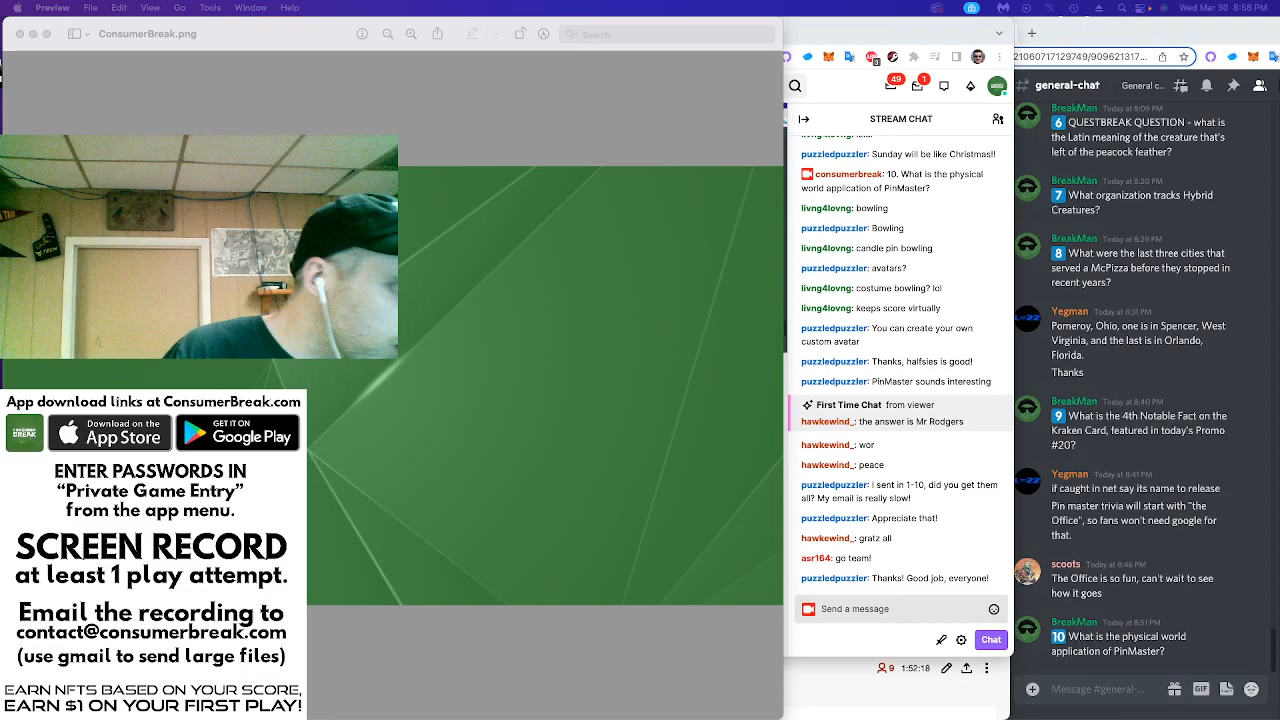 Preview File Edit View Go Tools Window Help
Wed Mar 30 8:58 PM
ConsumerBreak.png
Search
21060717129749/909621317...
TECH
App download links at ConsumerBreak.com
CONSUMER BREAK
Download on the App Store
GET IT ON Google Play
ENTER PASSWORDS IN
“Private Game Entry”
from the app menu.
SCREEN RECORD
at least 1 play attempt.
Email the recording to
contact@consumerbreak.com
(use gmail to send large files)
EARN NFTS BASED ON YOUR SCORE,
EARN $1 ON YOUR FIRST PLAY!
3
49
1
STREAM CHAT
puzzledpuzzler: Sunday will be like Christmas!!
consumerbreak: 10. What is the physical
world application of PinMaster?
livng4lovng: bowling
puzzledpuzzler: Bowling
livng4lovng: candle pin bowling
puzzledpuzzler: avatars?
livng4lovng: costume bowling? lol
livng4lovng: keeps score virtually
puzzledpuzzler: You can create your own
custom avatar
puzzledpuzzler: Thanks, halfsies is good!
puzzledpuzzler: PinMaster sounds interesting
First Time Chat from viewer
hawkewind_: the answer is Mr Rodgers
hawkewind_: wor
hawkewind_: peace
puzzledpuzzler: I sent in 1-10, did you get them
all? My email is really slow!
puzzledpuzzler: Appreciate that!
hawkewind_: gratz all
asr164: go team!
puzzledpuzzler: Thanks! Good job, everyone!
Send a message
Chat
9 1:52:18
# general-chat General c...
BreakMan Today at 8:09 PM
6 QUESTBREAK QUESTION - what is
the Latin meaning of the creature that's
left of the peacock feather?
BreakMan Today at 8:20 PM
7 What organization tracks Hybrid
Creatures?
BreakMan Today at 8:29 PM
8 What were the last three cities that
served a McPizza before they stopped in
recent years?
Yegman Today at 8:31 PM
Pomeroy, Ohio, one is in Spencer, West
Virginia, and the last is in Orlando,
Florida.
Thanks
BreakMan Today at 8:40 PM
9 What is the 4th Notable Fact on the
Kraken Card, featured in today's Promo
#20?
Yegman Today at 8:41 PM
if caught in net say its name to release
Pin master trivia will start with "the
Office", so fans won't have to wait for
that.
scoots Today at 8:46 PM
The Office is so fun, can't wait to see
how it goes
BreakMan Today at 8:51 PM
10 What is the physical world
application of PinMaster?
Message #general-...
GIF